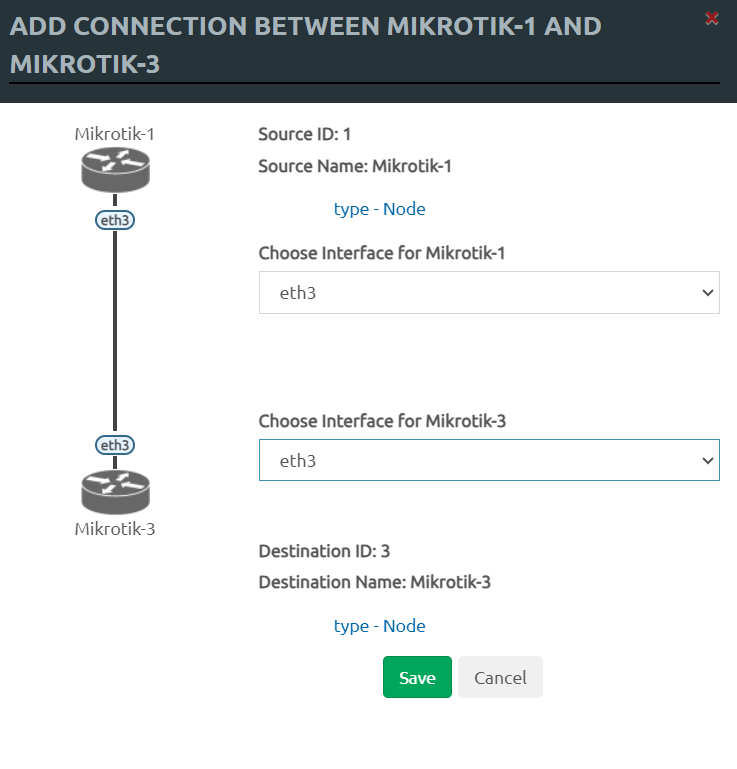 ADD CONNECTION BETWEEN MIKROTIK-1 AND
MIKROTIK-3
Mikrotik-1
eth3
eth3
Mikrotik-3
Source ID: 1
Source Name: Mikrotik-1
type - Node
Choose Interface for Mikrotik-1
eth3
Choose Interface for Mikrotik-3
eth3
Destination ID: 3
Destination Name: Mikrotik-3
type - Node
Save
Cancel